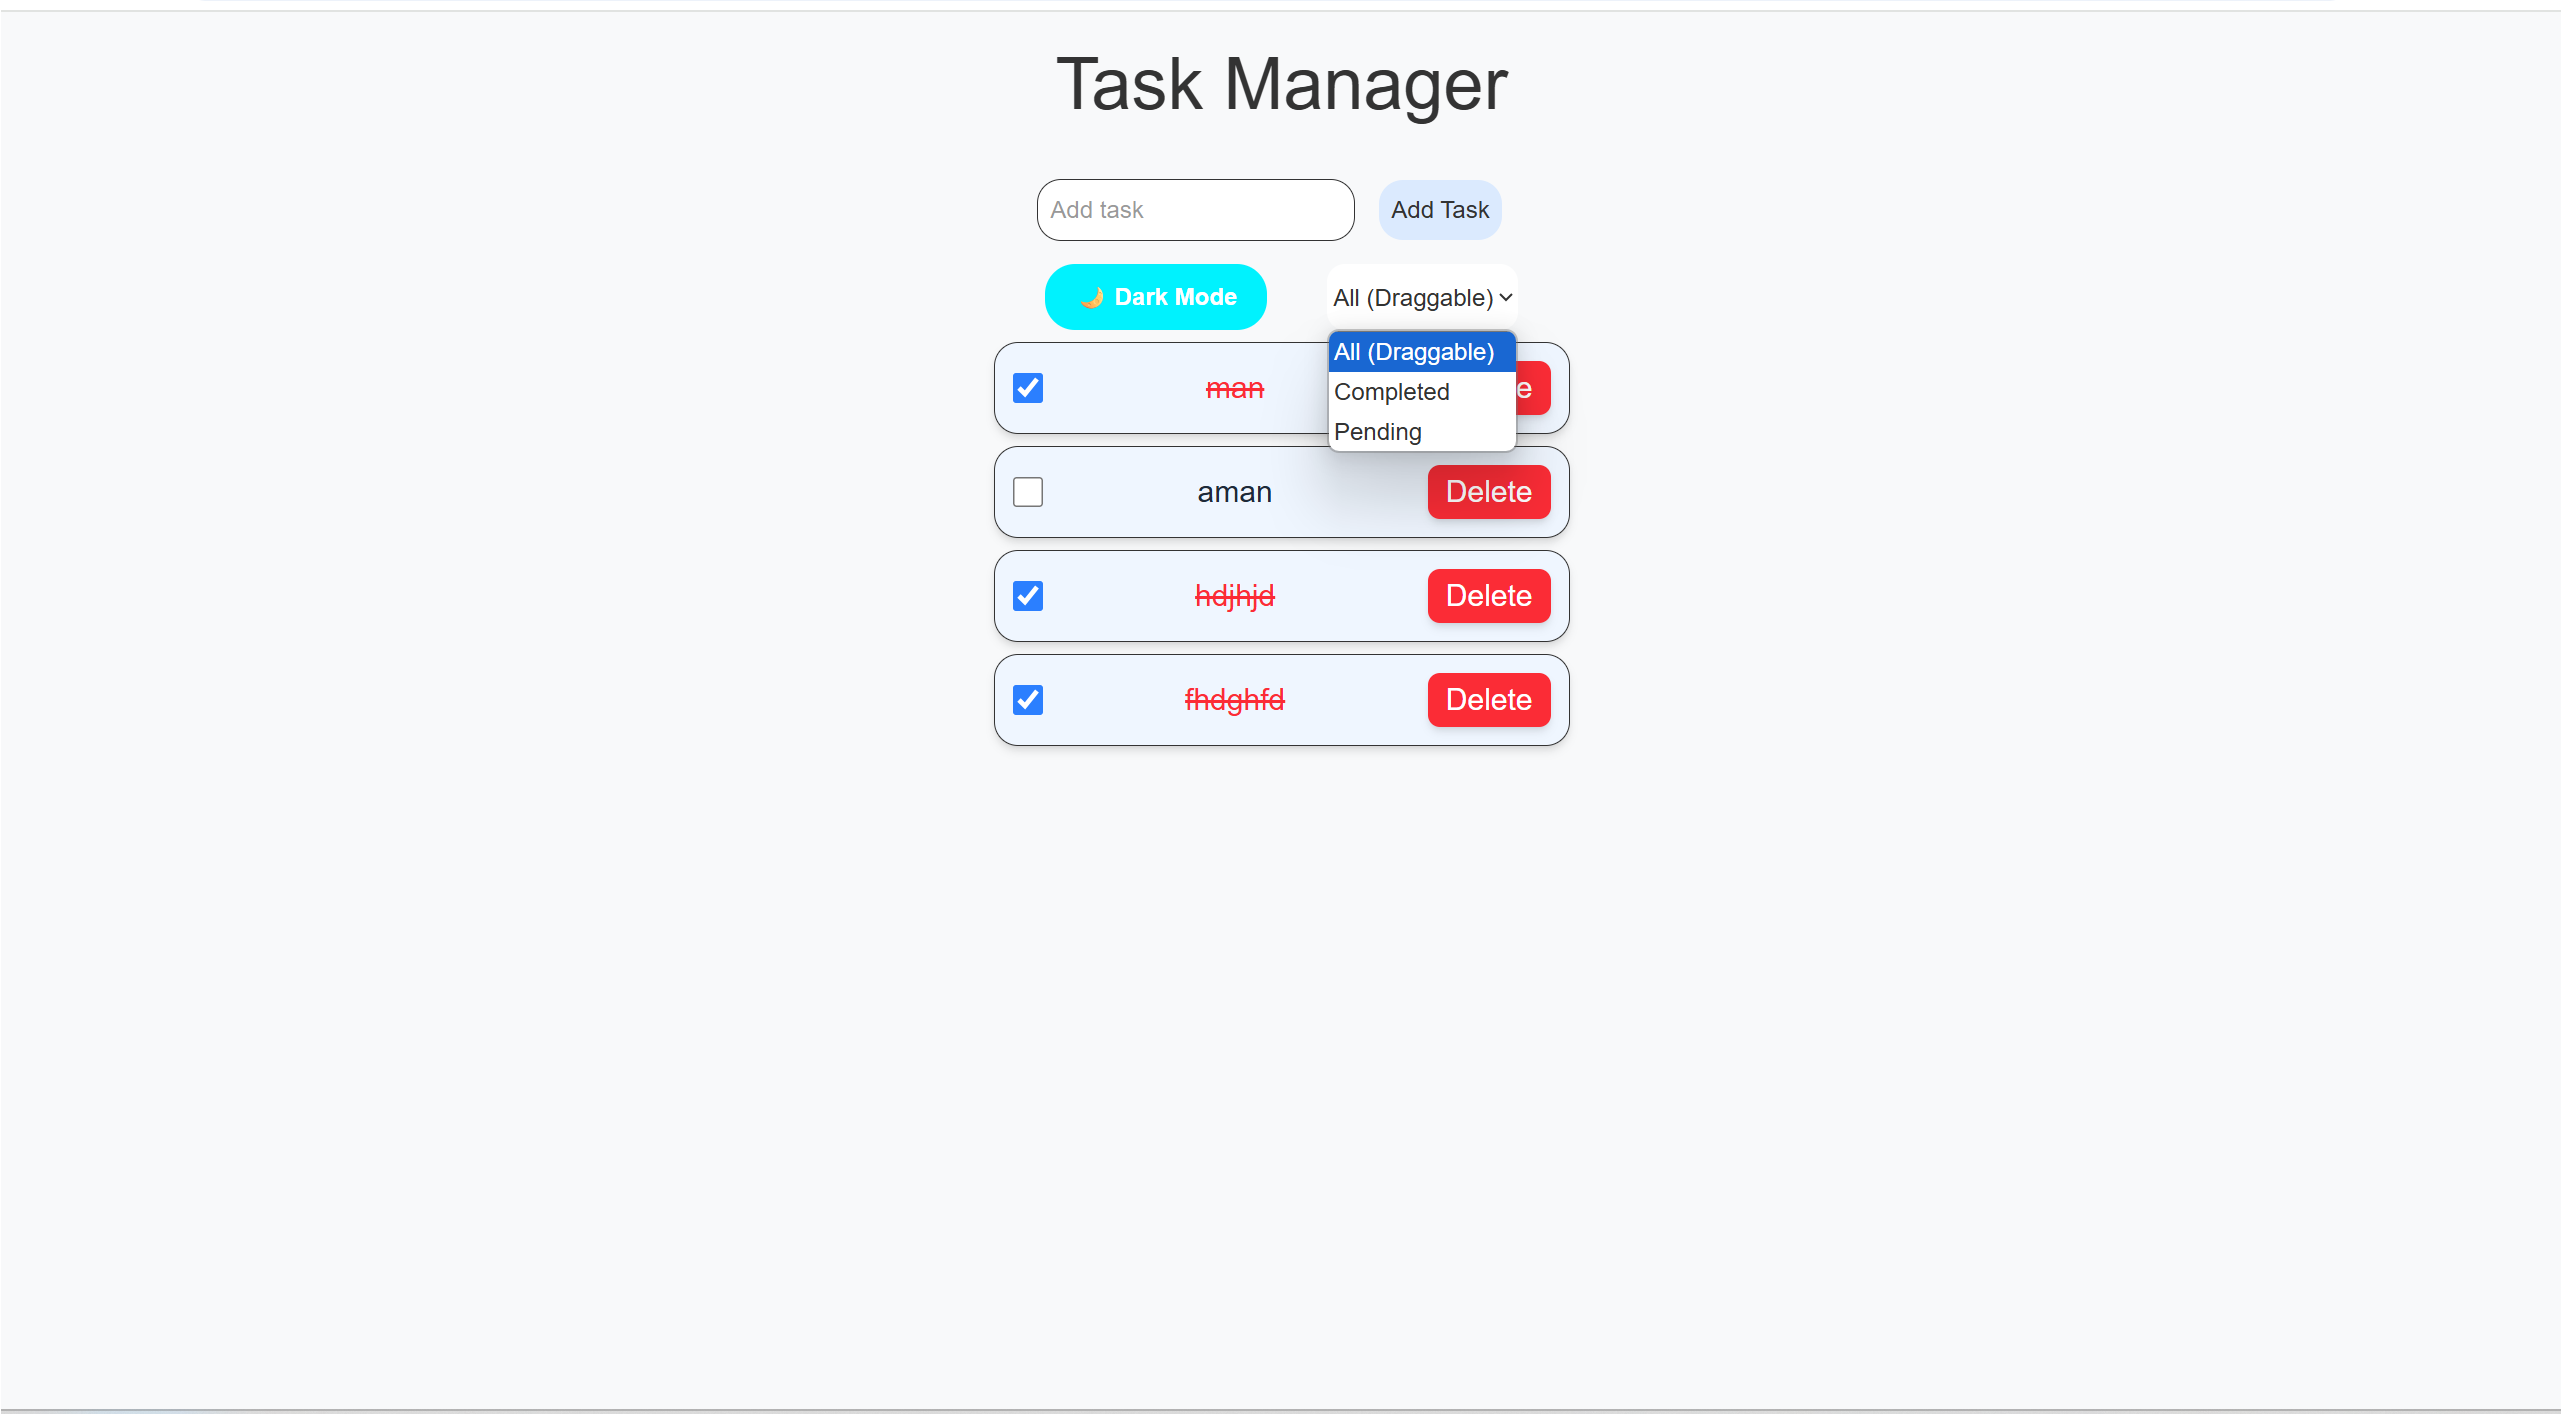 Task Manager
Add task
Add Task
🌙 Dark Mode
All (Draggable)
All (Draggable)
Completed
Pending
man
aman
Delete
hdjhjd
Delete
fhdghfd
Delete